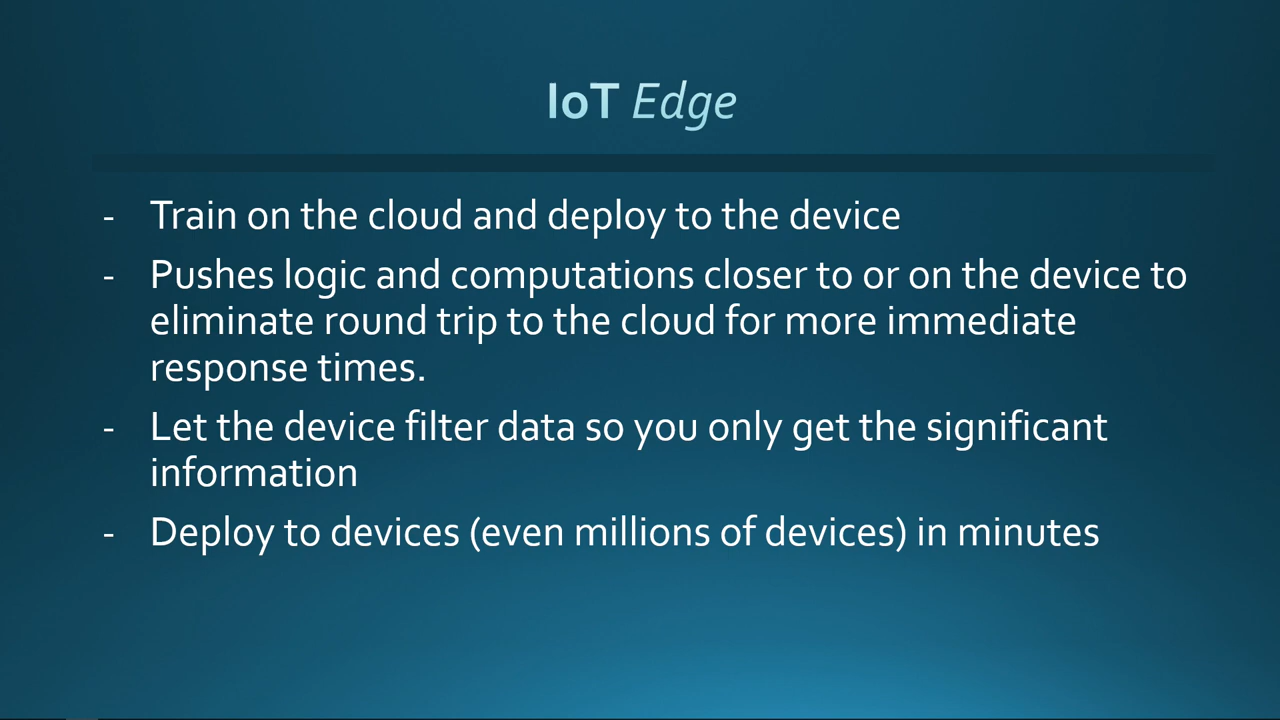 IoT Edge
- Train on the cloud and deploy to the device
- Pushes logic and computations closer to or on the device to
eliminate round trip to the cloud for more immediate
response times.
- Let the device filter data so you only get the significant
information
- Deploy to devices (even millions of devices) in minutes